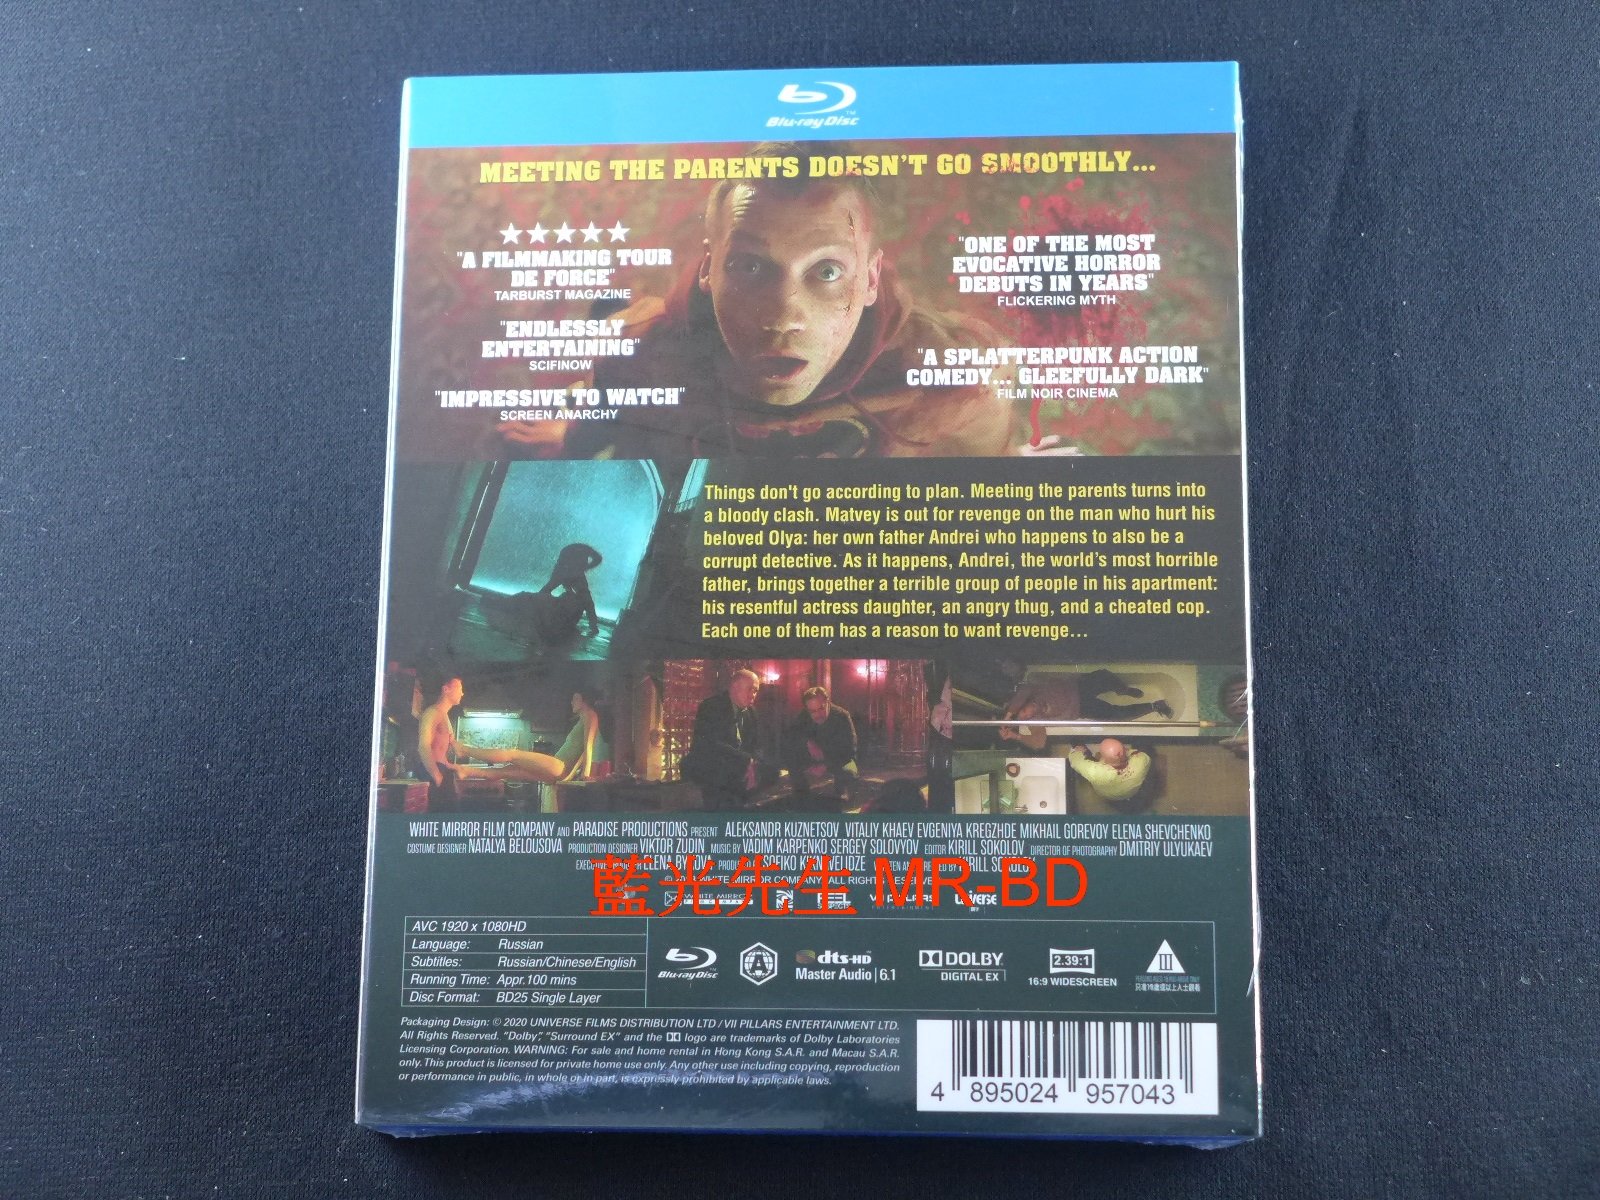 Blu-ray Disc
MEETING THE PARENTS DOESN'T GO SMOOTHLY...
"A FILMMAKING TOUR
DE FORCE"
TARBURST MAGAZINE
"ENDLESSLY
ENTERTAINING"
SCIFINOW
"IMPRESSIVE TO WATCH"
SCREEN ANARCHY
"ONE OF THE MOST
EVOCATIVE HORROR
DEBUTS IN YEARS"
FLICKERING MYTH
"A SPLATTERPUNK ACTION
COMEDY... GLEEFULLY DARK"
FILM NOIR CINEMA
Things don't go according to plan. Meeting the parents turns into
a bloody clash. Matvey is out for revenge on the man who hurt his
beloved Olya: her own father Andrei who happens to also be a
corrupt detective. As it happens, Andrei, the world's most horrible
father, brings together a terrible group of people in his apartment:
his resentful actress daughter, an angry thug, and a cheated cop.
Each one of them has a reason to want revenge...
WHITE MIRROR FILM COMPANY AND PARADISE PRODUCTIONS PRESENT ALEKSANDR KUZNETSOV VITALIY KHAEV EVGENIYA KREGZHDE MIKHAIL GOREVOY ELENA SHEVCHENKO
COSTUME DESIGNER NATALYA BELOUSOVA PRODUCTION DESIGNER VIKTOR ZUDIN MUSIC BY VADIM KARPENKO SERGEY SOLOVYOV EDITOR KIRILL SOKOLOV DIRECTOR OF PHOTOGRAPHY DMITRIY ULYUKAEV
藍光先生 MR-BD
AVC 1920 x 1080HD
Language: Russian
Subtitles: Russian/Chinese/English
Running Time: Appr.100 mins
Disc Format: BD25 Single Layer
Blu-ray Disc
A
dts-HD
Master Audio 6.1
DOLBY
DIGITAL EX
2.39:1
16:9 WIDESCREEN
III
只准18歲或以上人士觀看
Packaging Design: © 2020 UNIVERSE FILMS DISTRIBUTION LTD / VII PILLARS ENTERTAINMENT LTD.
All Rights Reserved. "Dolby", "Surround EX" and the DD logo are trademarks of Dolby Laboratories
Licensing Corporation. WARNING: For sale and home rental in Hong Kong S.A.R. and Macau S.A.R.
only. This product is licensed for private home use only. Any other use including copying, reproduction
or performance in public, in whole or in part, is expressly prohibited by applicable laws.
4 895024 957043